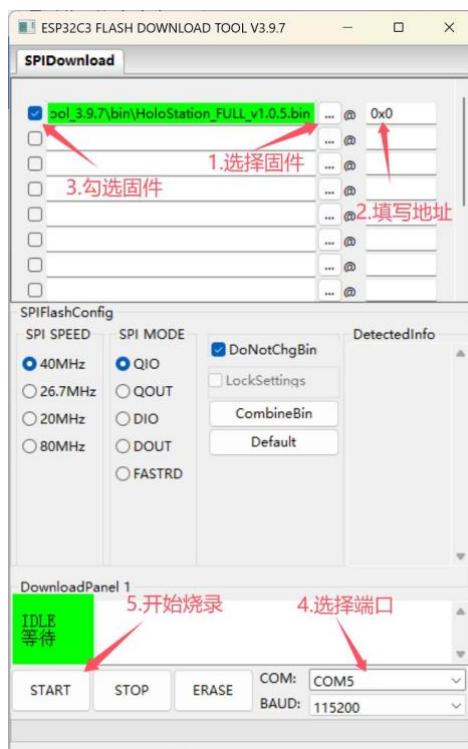 ESP32C3 FLASH DOWNLOAD TOOL V3.9.7
SPIDownload
ool_3.9.7\bin\HoloStation_FULL_v1.0.5.bin ... @ 0x0
... @
1.选择固件
... @
3.勾选固件
... @
2.填写地址
... @
... @
... @
... @
SPIFlashConfig
SPI SPEED SPI MODE DetectedInfo
DoNotChgBin
40MHz QIO
LockSettings
26.7MHz QOUT
CombineBin
20MHz DIO
Default
80MHz DOUT
FASTRD
DownloadPanel 1
5.开始烧录 4.选择端口
IDLE
等待
START STOP ERASE
COM: COM5
BAUD: 115200